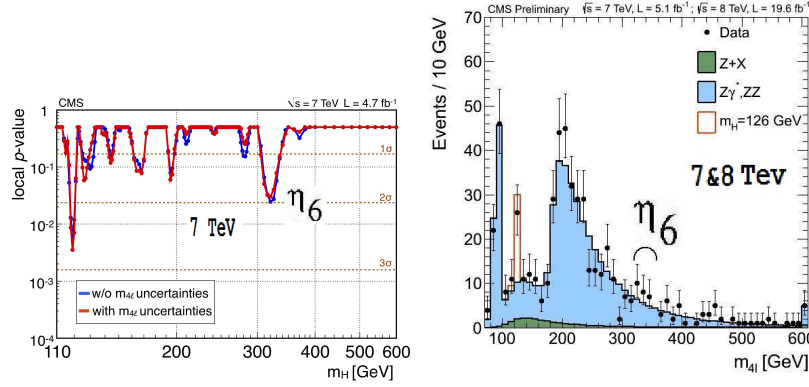 CMS √s = 7 TeV L = 4.7 fb⁻¹
local p-value
1
10⁻¹
10⁻²
10⁻³
10⁻⁴
1σ
2σ
3σ
η₆
7 TeV
w/o m₄ℓ uncertainties
with m₄ℓ uncertainties
110 200 300 400 500 600
m_H [GeV]
CMS Preliminary √s = 7 TeV, L = 5.1 fb⁻¹ ; √s = 8 TeV, L = 19.6 fb⁻¹
Events / 10 GeV
70
60
50
40
30
20
10
0
Data
Z+X
Zγ*,ZZ
m_H=126 GeV
7&8 Tev
η₆
100 200 300 400 500 600
m₄l [GeV]